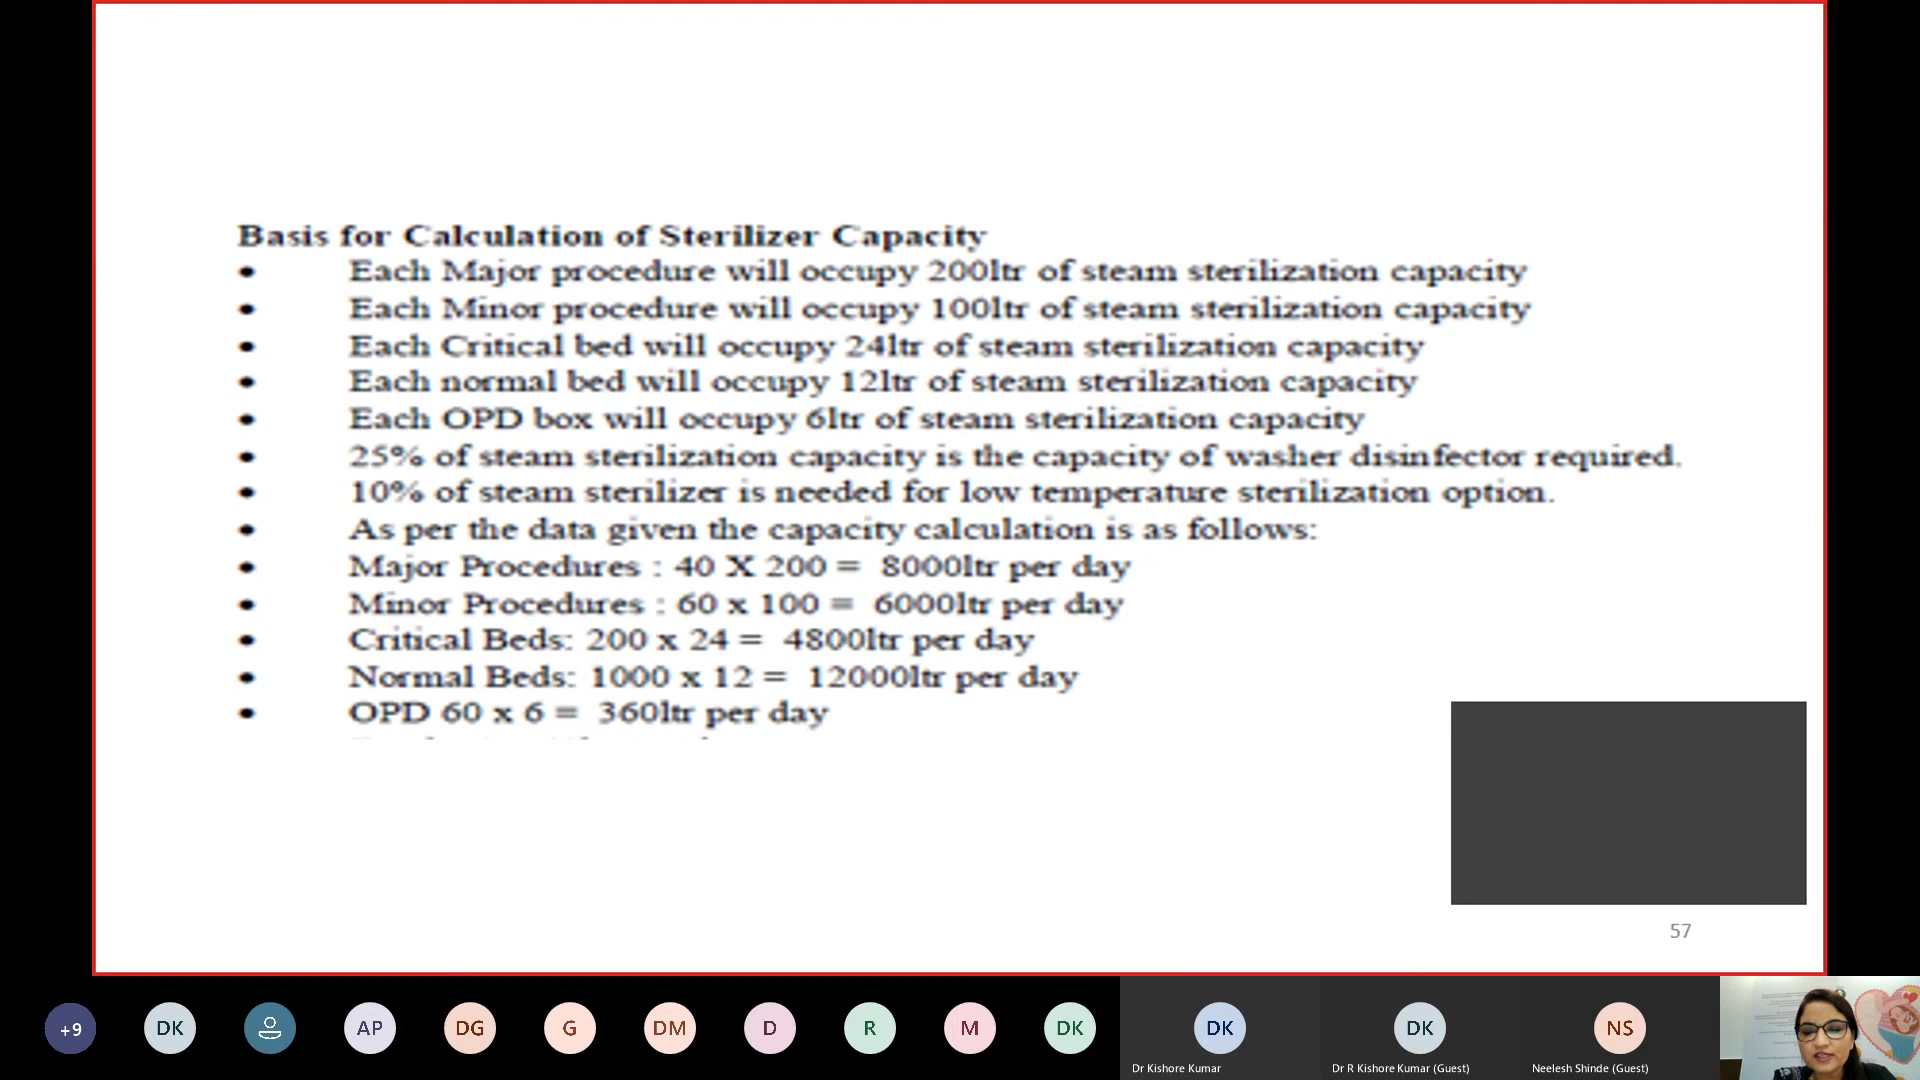 Basis for Calculation of Sterilizer Capacity
• Each Major procedure will occupy 200ltr of steam sterilization capacity
• Each Minor procedure will occupy 100ltr of steam sterilization capacity
• Each Critical bed will occupy 24ltr of steam sterilization capacity
• Each normal bed will occupy 12ltr of steam sterilization capacity
• Each OPD box will occupy 6ltr of steam sterilization capacity
• 25% of steam sterilization capacity is the capacity of washer disinfector required.
• 10% of steam sterilizer is needed for low temperature sterilization option.
• As per the data given the capacity calculation is as follows:
• Major Procedures : 40 X 200 = 8000ltr per day
• Minor Procedures : 60 x 100 = 6000ltr per day
• Critical Beds: 200 x 24 = 4800ltr per day
• Normal Beds: 1000 x 12 = 12000ltr per day
• OPD 60 x 6 = 360ltr per day
57
+9 DK AP DG G DM D R M DK DK DK NS
Dr Kishore Kumar Dr R Kishore Kumar (Guest) Neelesh Shinde (Guest)